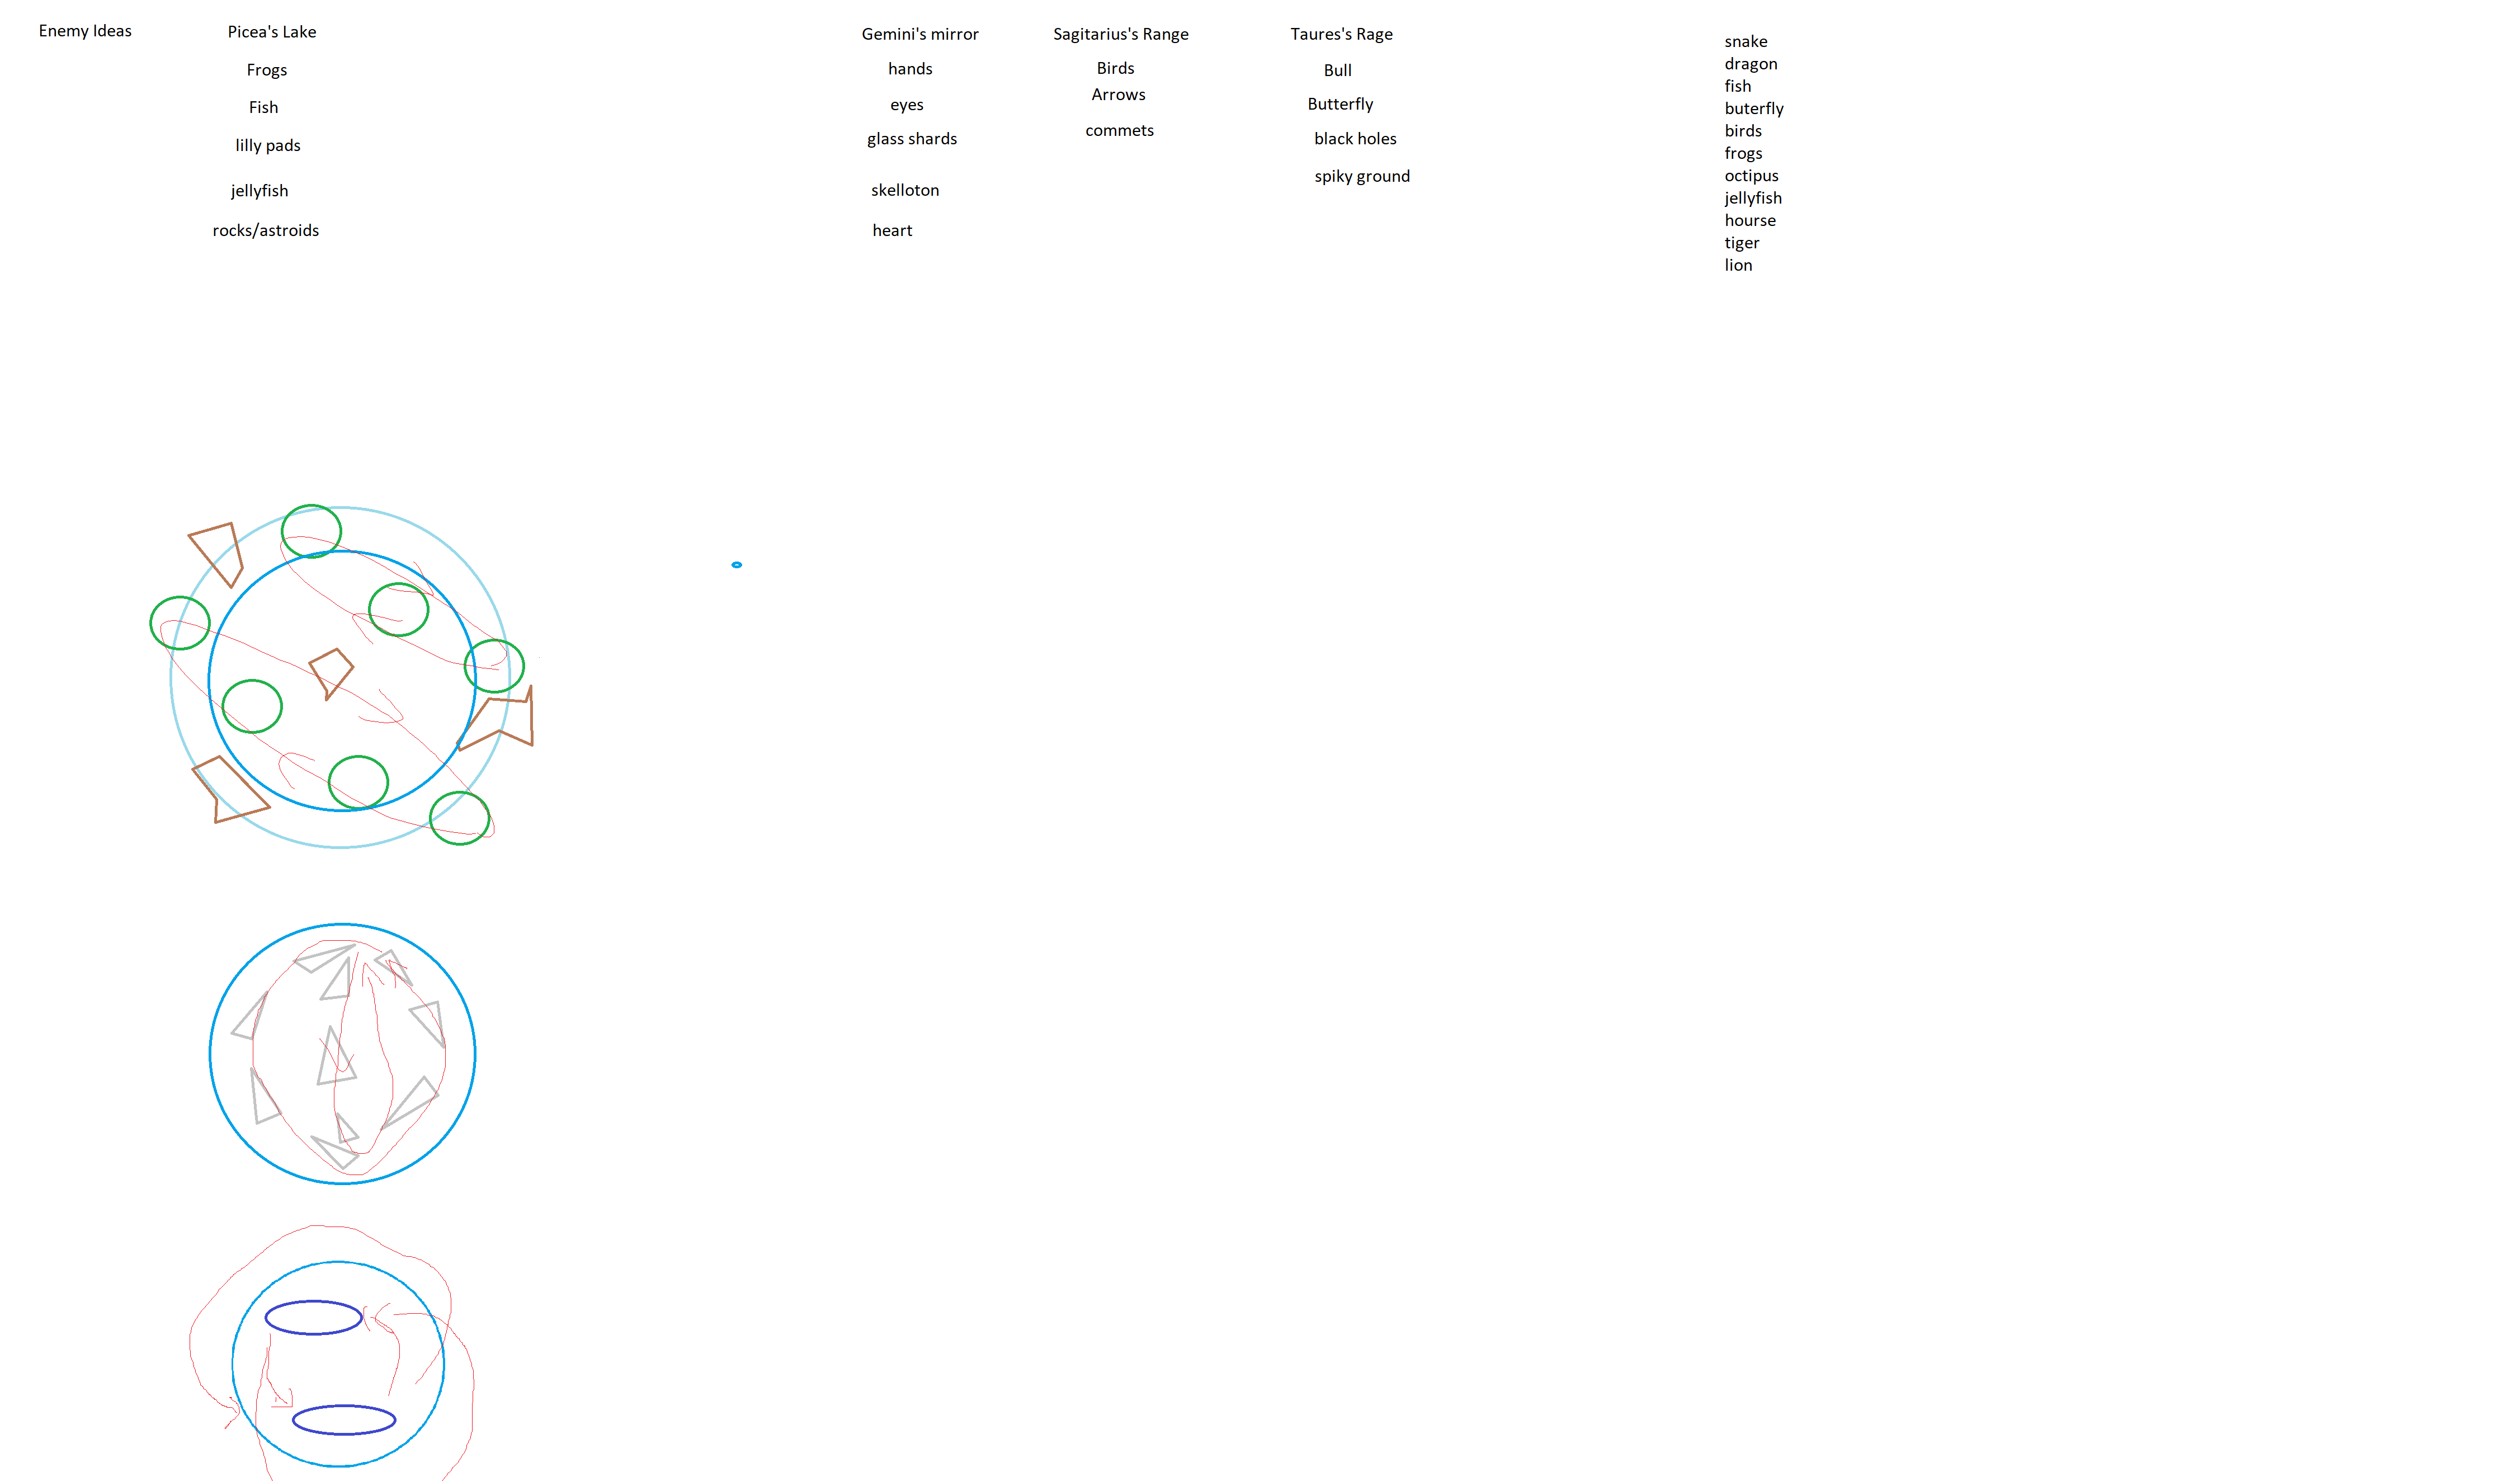 Enemy Ideas
Picea's Lake
Frogs
Fish
lilly pads
jellyfish
rocks/astroids
Gemini's mirror
hands
eyes
glass shards
skelloton
heart
Sagitarius's Range
Birds
Arrows
commets
Taures's Rage
Bull
Butterfly
black holes
spiky ground
snake
dragon
fish
buterfly
birds
frogs
octipus
jellyfish
hourse
tiger
lion